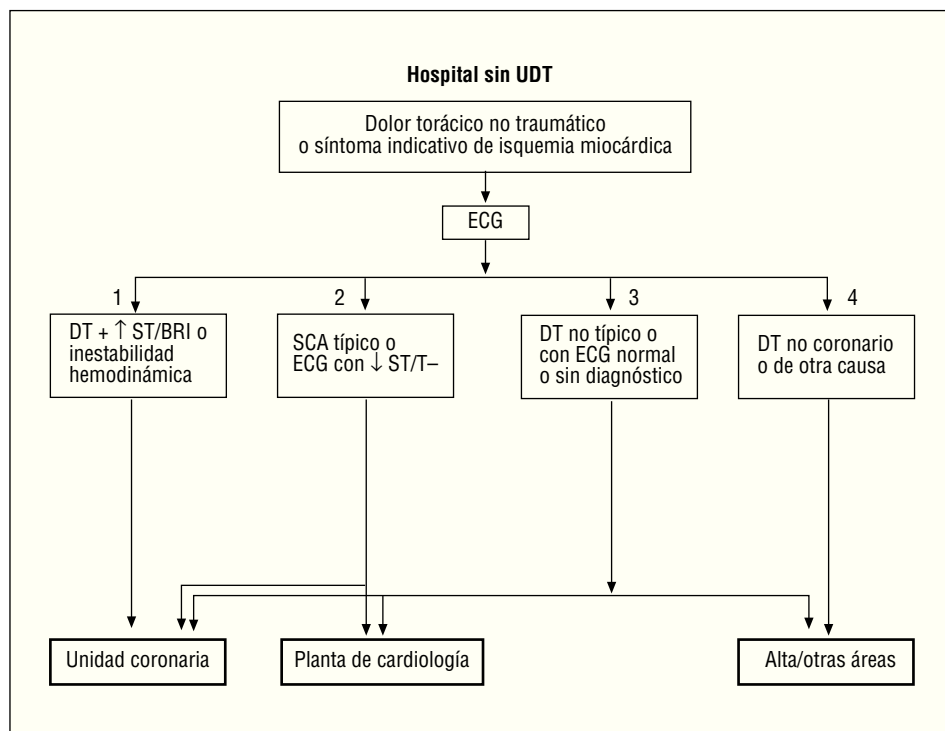 Hospital sin UDT
Dolor torácico no traumático
o síntoma indicativo de isquemia miocárdica
ECG
1
2
3
4
DT + ↑ ST/BRI o
inestabilidad
hemodinámica
SCA típico o
ECG con ↓ ST/T–
DT no típico o
con ECG normal
o sin diagnóstico
DT no coronario
o de otra causa
Unidad coronaria
Planta de cardiología
Alta/otras áreas